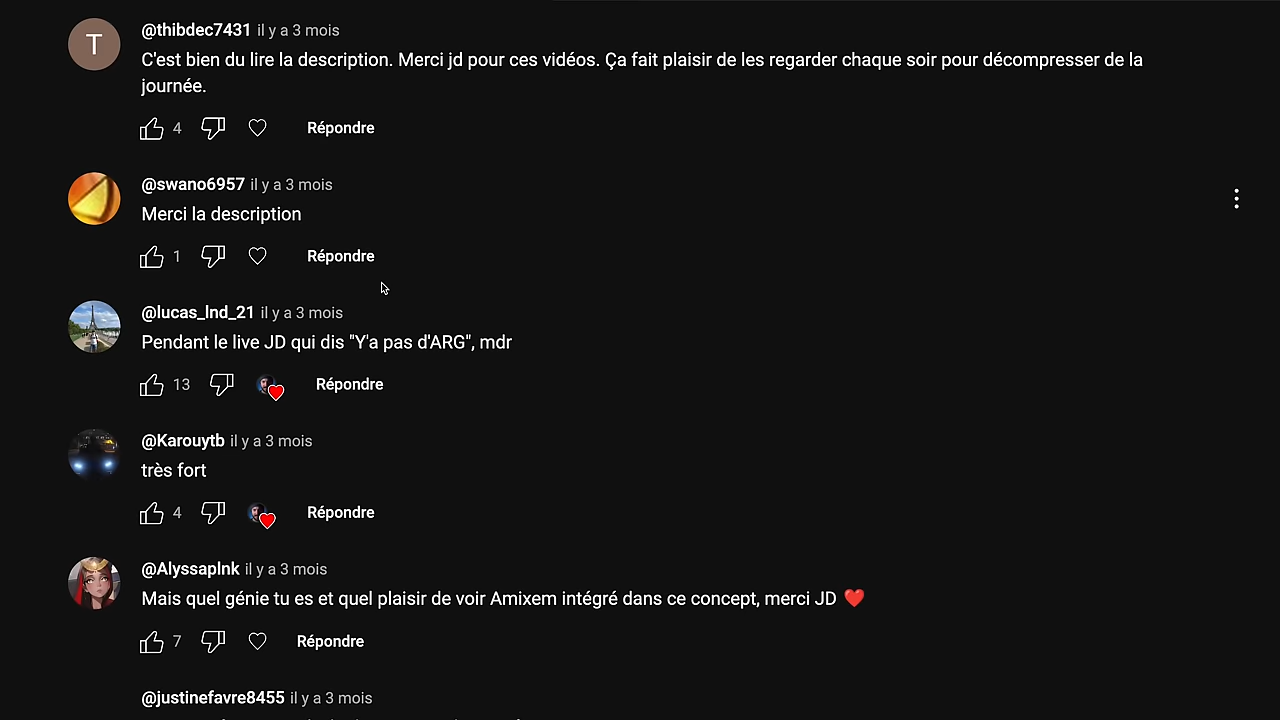 T
@thibdec7431 il y a 3 mois
C'est bien du lire la description. Merci jd pour ces vidéos. Ça fait plaisir de les regarder chaque soir pour décompresser de la
journée.
4 Répondre
@swano6957 il y a 3 mois
Merci la description
1 Répondre
@lucas_lnd_21 il y a 3 mois
Pendant le live JD qui dis "Y'a pas d'ARG", mdr
13 Répondre
@Karouytb il y a 3 mois
très fort
4 Répondre
@Alyssaplnk il y a 3 mois
Mais quel génie tu es et quel plaisir de voir Amixem intégré dans ce concept, merci JD ❤️
7 Répondre
@justinefavre8455 il y a 3 mois